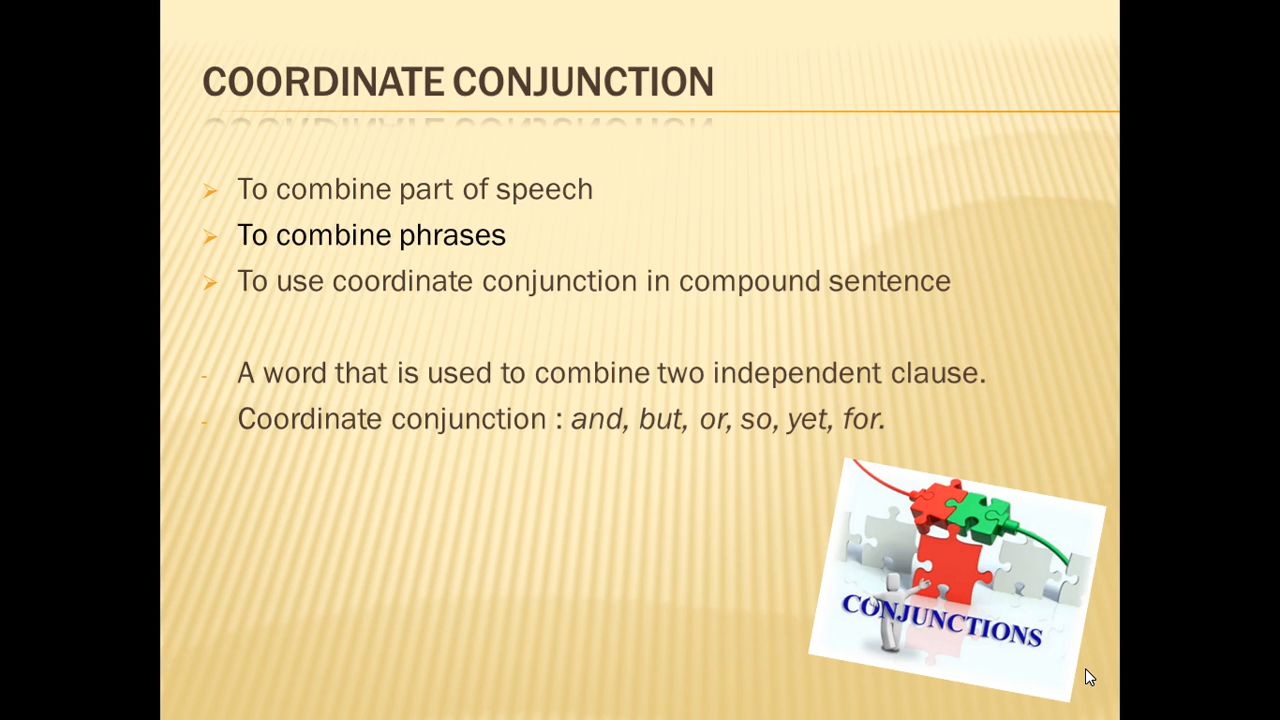 COORDINATE CONJUNCTION
To combine part of speech
To combine phrases
To use coordinate conjunction in compound sentence
- A word that is used to combine two independent clause.
- Coordinate conjunction : and, but, or, so, yet, for.
CONJUNCTIONS